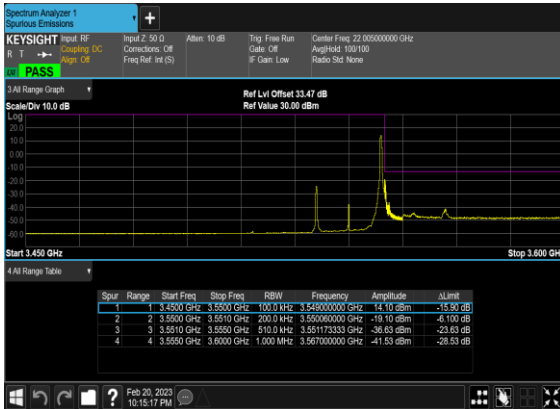 Spectrum Analyzer 1
Spurious Emissions
KEYSIGHT Input: RF Input Z: 50 Ω Atten: 10 dB Trig: Free Run Center Freq: 22.005000000 GHz
R T Coupling: DC Corrections: Off Gate: Off Avg|Hold: 100/100
Align: Off Freq Ref: Int (S) IF Gain: Low Radio Std: None
PASS
3 All Range Graph
Ref Lvl Offset 33.47 dB
Scale/Div 10.0 dB Ref Value 30.00 dBm
Log
20.0
10.0
0.00
-10.0
-20.0
-30.0
-40.0
-50.0
-60.0
Start 3.450 GHz Stop 3.600 GH
4 All Range Table
Spur Range Start Freq Stop Freq RBW Frequency Amplitude ΔLimit
1 1 3.4500 GHz 3.5500 GHz 100.0 kHz 3.549000000 GHz 14.10 dBm -15.90 dB
2 2 3.5500 GHz 3.5510 GHz 200.0 kHz 3.550060000 GHz -19.10 dBm -6.100 dB
3 3 3.5510 GHz 3.5550 GHz 510.0 kHz 3.551173333 GHz -36.63 dBm -23.63 dB
4 4 3.5550 GHz 3.6000 GHz 1.000 MHz 3.567000000 GHz -41.53 dBm -28.53 dB
Feb 20, 2023
10:15:17 PM